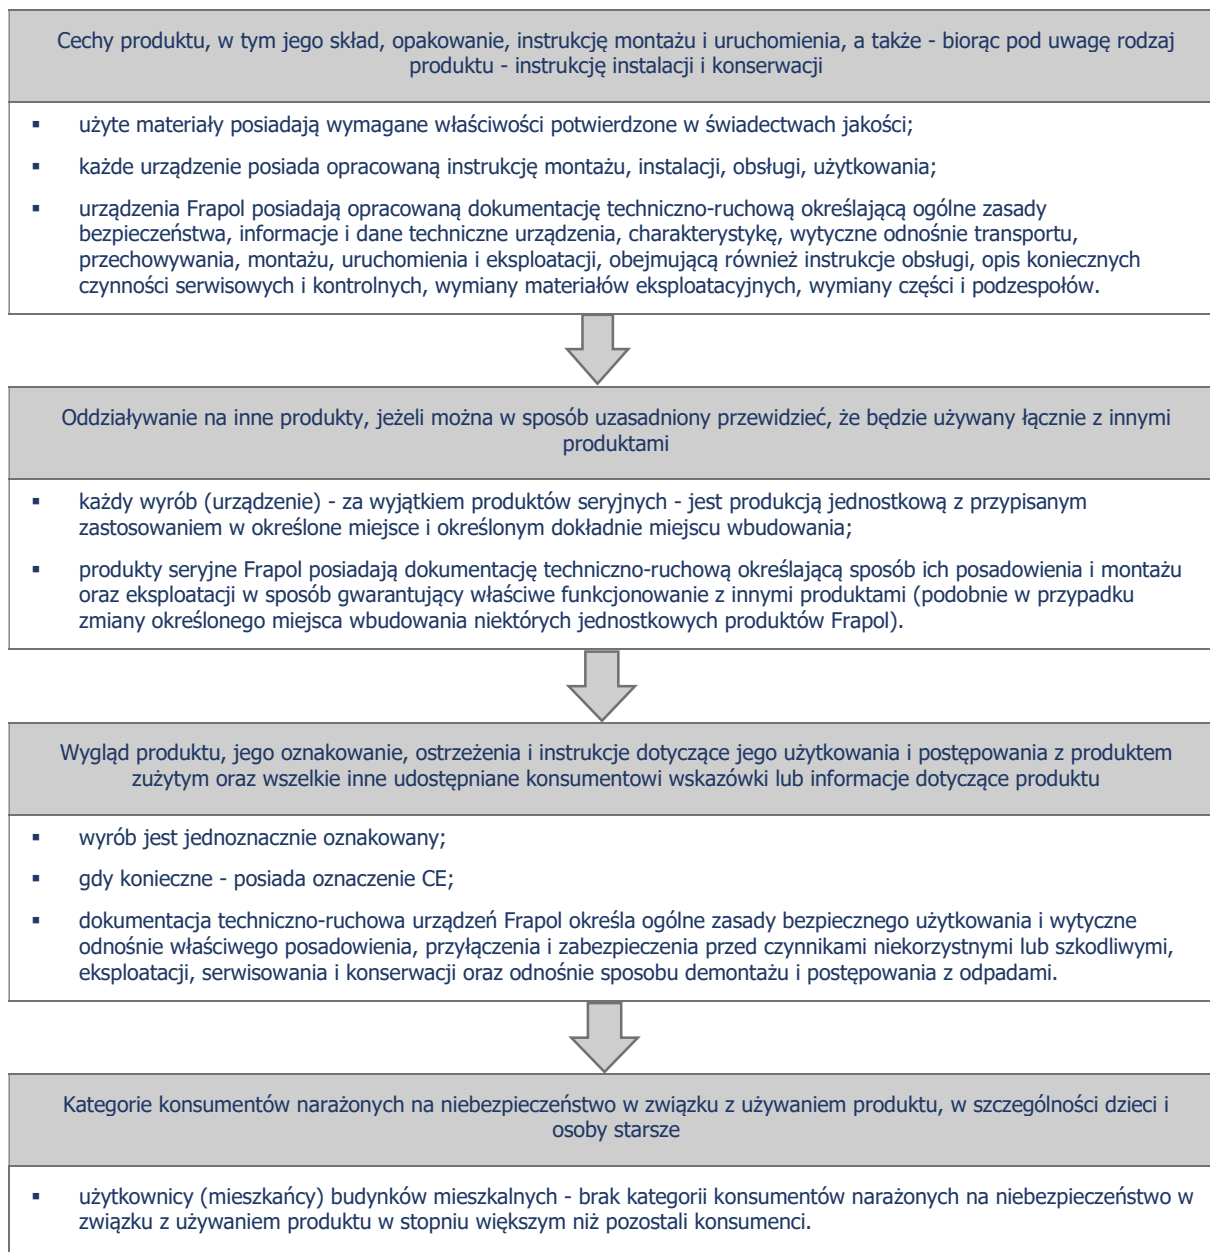 Cechy produktu, w tym jego skład, opakowanie, instrukcję montażu i uruchomienia, a także - biorąc pod uwagę rodzaj
produktu - instrukcję instalacji i konserwacji
▪ użyte materiały posiadają wymagane właściwości potwierdzone w świadectwach jakości;
▪ każde urządzenie posiada opracowaną instrukcję montażu, instalacji, obsługi, użytkowania;
▪ urządzenia Frapol posiadają opracowaną dokumentację techniczno-ruchową określającą ogólne zasady
bezpieczeństwa, informacje i dane techniczne urządzenia, charakterystykę, wytyczne odnośnie transportu,
przechowywania, montażu, uruchomienia i eksploatacji, obejmującą również instrukcje obsługi, opis koniecznych
czynności serwisowych i kontrolnych, wymiany materiałów eksploatacyjnych, wymiany części i podzespołów.
Oddziaływanie na inne produkty, jeżeli można w sposób uzasadniony przewidzieć, że będzie używany łącznie z innymi
produktami
▪ każdy wyrób (urządzenie) - za wyjątkiem produktów seryjnych - jest produkcją jednostkową z przypisanym
zastosowaniem w określone miejsce i określonym dokładnie miejscu wbudowania;
▪ produkty seryjne Frapol posiadają dokumentację techniczno-ruchową określającą sposób ich posadowienia i montażu
oraz eksploatacji w sposób gwarantujący właściwe funkcjonowanie z innymi produktami (podobnie w przypadku
zmiany określonego miejsca wbudowania niektórych jednostkowych produktów Frapol).
Wygląd produktu, jego oznakowanie, ostrzeżenia i instrukcje dotyczące jego użytkowania i postępowania z produktem
zużytym oraz wszelkie inne udostępniane konsumentowi wskazówki lub informacje dotyczące produktu
▪ wyrób jest jednoznacznie oznakowany;
▪ gdy konieczne - posiada oznaczenie CE;
▪ dokumentacja techniczno-ruchowa urządzeń Frapol określa ogólne zasady bezpiecznego użytkowania i wytyczne
odnośnie właściwego posadowienia, przyłączenia i zabezpieczenia przed czynnikami niekorzystnymi lub szkodliwymi,
eksploatacji, serwisowania i konserwacji oraz odnośnie sposobu demontażu i postępowania z odpadami.
Kategorie konsumentów narażonych na niebezpieczeństwo w związku z używaniem produktu, w szczególności dzieci i
osoby starsze
▪ użytkownicy (mieszkańcy) budynków mieszkalnych - brak kategorii konsumentów narażonych na niebezpieczeństwo w
związku z używaniem produktu w stopniu większym niż pozostali konsumenci.